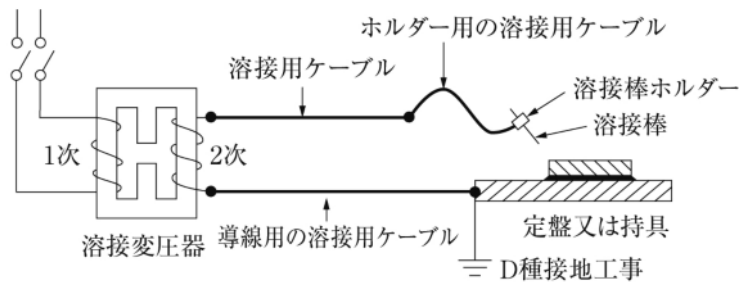 ホルダー用の溶接用ケーブル
溶接用ケーブル
溶接棒ホルダー
溶接棒
1次
2次
定盤又は持具
溶接変圧器
導線用の溶接用ケーブル
D種接地工事